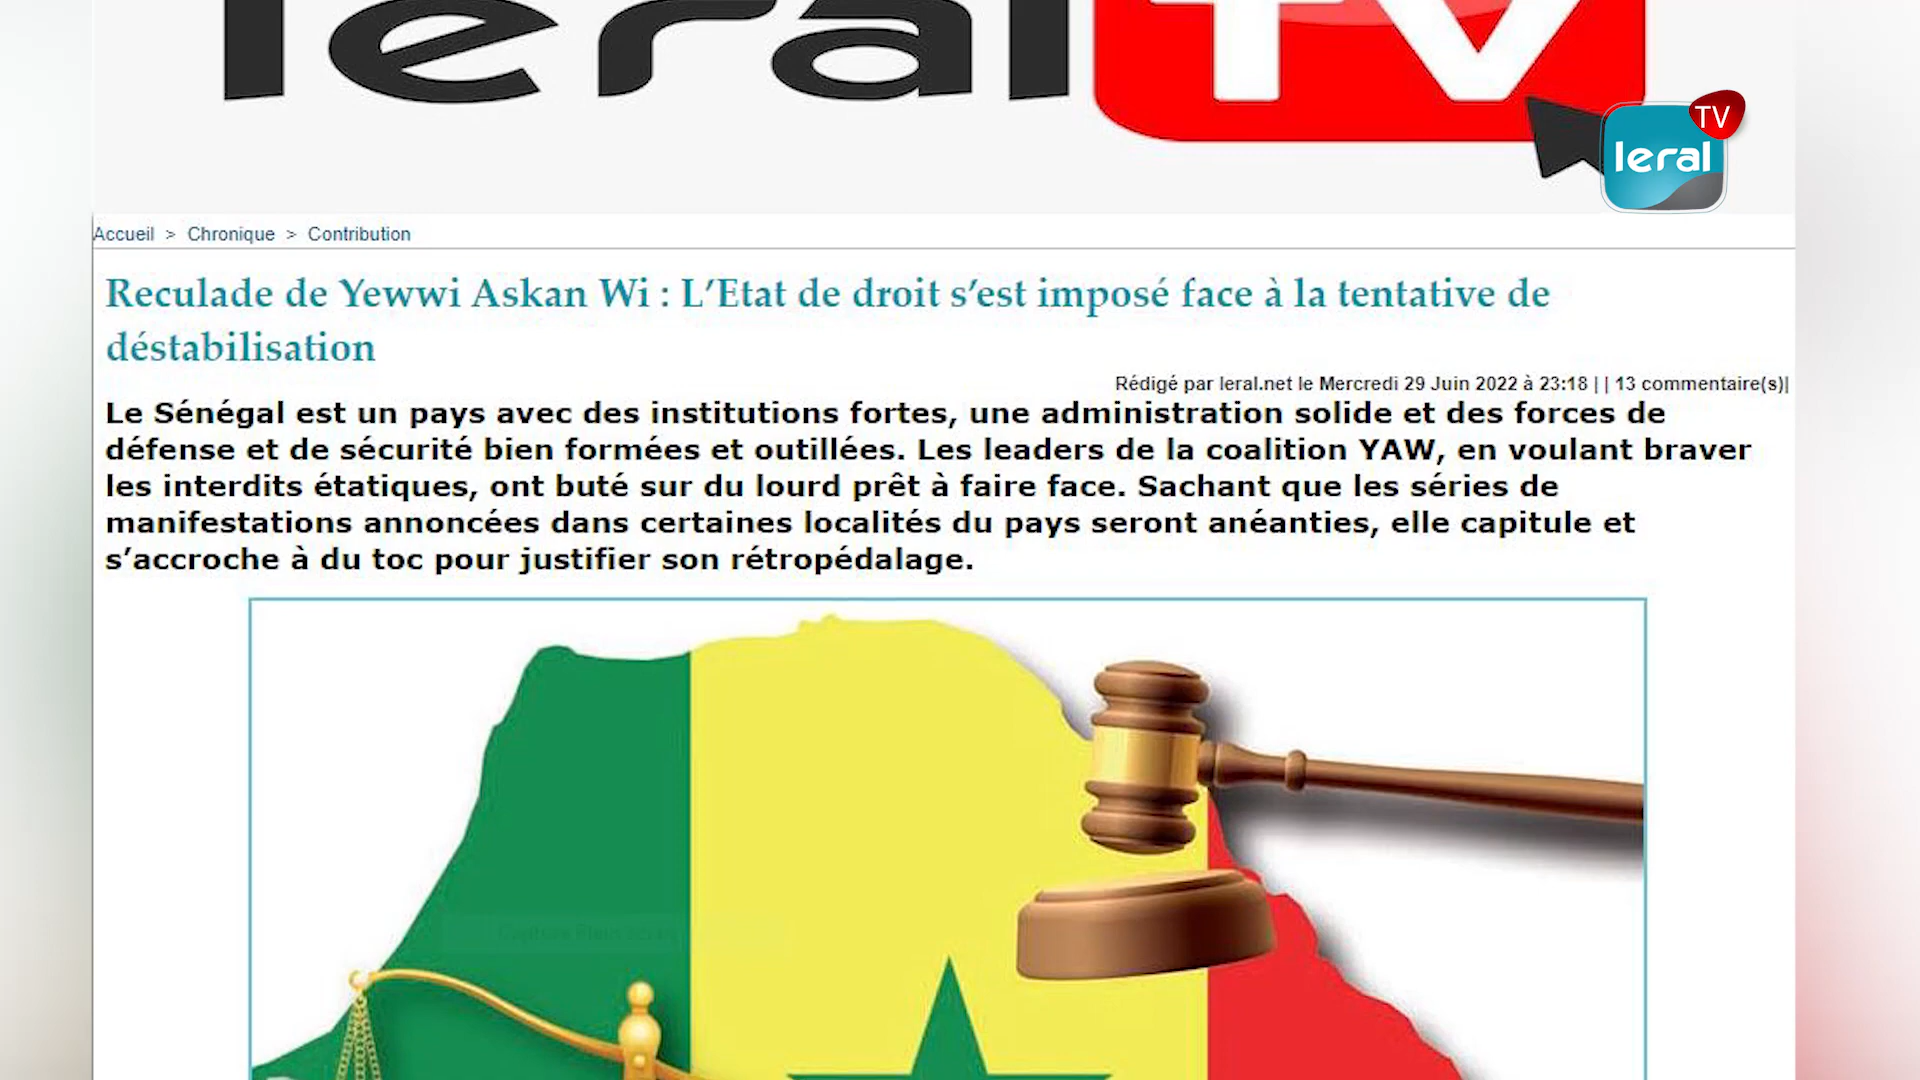 leral TV
TV
leral
Accueil > Chronique > Contribution
Reculade de Yewwi Askan Wi : L’Etat de droit s’est imposé face à la tentative de
déstabilisation
Rédigé par leral.net le Mercredi 29 Juin 2022 à 23:18 | | 13 commentaire(s)|
Le Sénégal est un pays avec des institutions fortes, une administration solide et des forces de
défense et de sécurité bien formées et outillées. Les leaders de la coalition YAW, en voulant braver
les interdits étatiques, ont buté sur du lourd prêt à faire face. Sachant que les séries de
manifestations annoncées dans certaines localités du pays seront anéanties, elle capitule et
s’accroche à du toc pour justifier son rétropédalage.